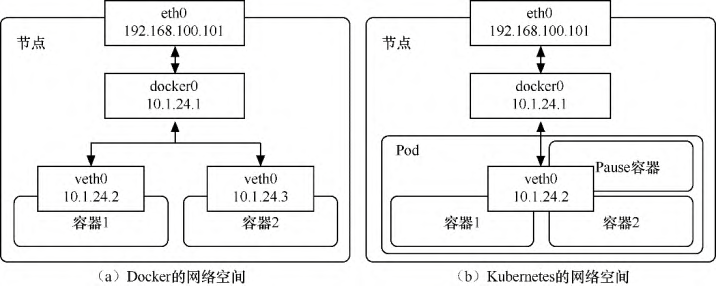 节点
eth0
192.168.100.101
docker0
10.1.24.1
veth0
10.1.24.2
容器1
veth0
10.1.24.3
容器2
(a) Docker的网络空间
节点
eth0
192.168.100.101
docker0
10.1.24.1
Pod
veth0
10.1.24.2
Pause容器
容器1
容器2
(b) Kubernetes的网络空间